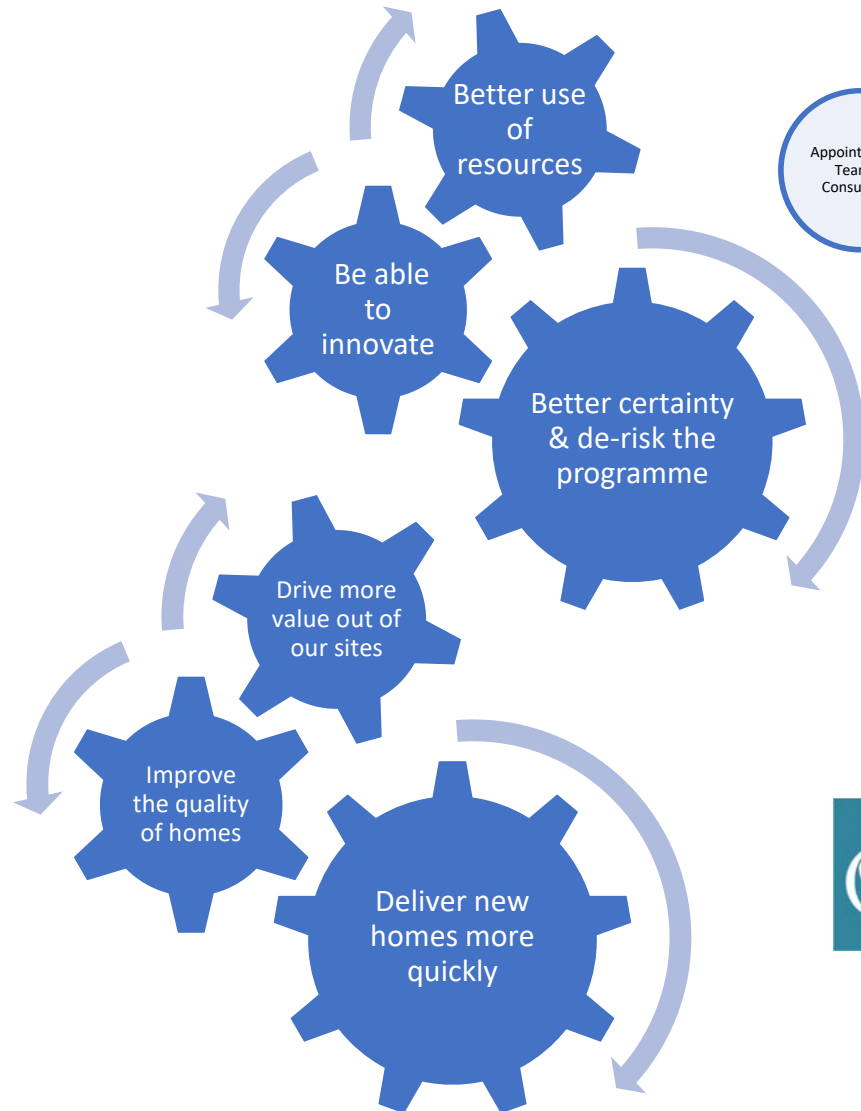 Better use
of
resources
Be able
to
innovate
Better certainty
& de-risk the
programme
Drive more
value out of
our sites
Improve
the quality
of homes
Deliver new
homes more
quickly